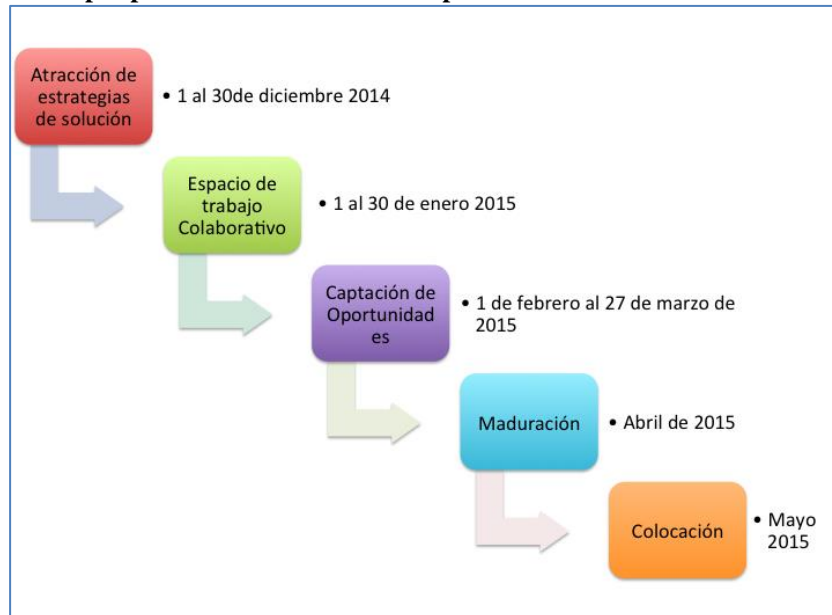 Atracción de
estrategias
de solución
• 1 al 30de diciembre 2014
Espacio de
trabajo
Colaborativo
• 1 al 30 de enero 2015
Captación de
Oportunidad
es
• 1 de febrero al 27 de marzo de
2015
Maduración
• Abril de 2015
Colocación
• Mayo
2015